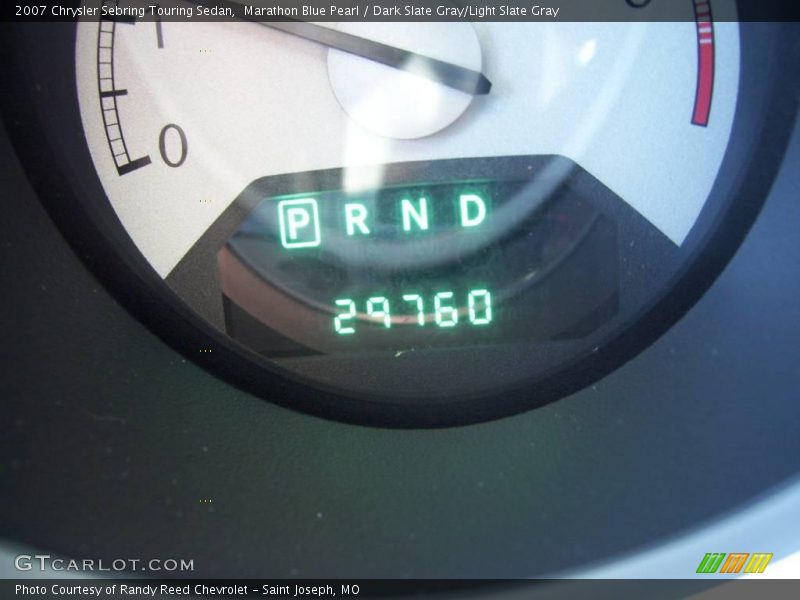 2007 Chrysler Sebring Touring Sedan,  Marathon Blue Pearl / Dark Slate Gray/Light Slate Gray
1
0
P R N D
29760
GTCARLOT.COM
Photo Courtesy of Randy Reed Chevrolet - Saint Joseph, MO